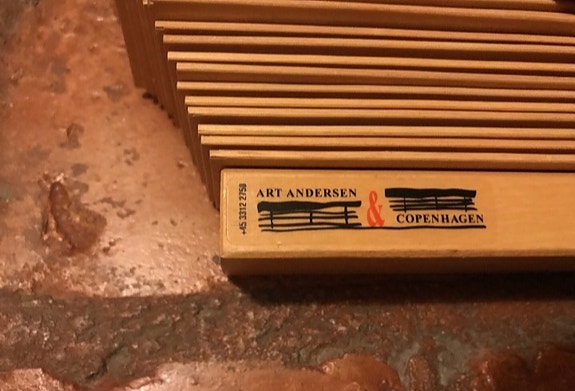 +45 3312 2758
ART ANDERSEN
&
COPENHAGEN